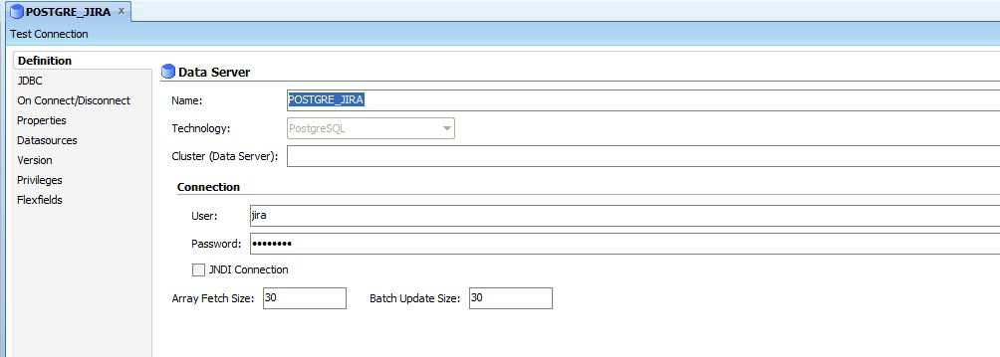 POSTGRE_JIRA x
Test Connection
Definition
JDBC
On Connect/Disconnect
Properties
Datasources
Version
Privileges
Flexfields
Data Server
Name: POSTGRE_JIRA
Technology: PostgreSQL
Cluster (Data Server):
Connection
User: jira
Password: ••••••••
JNDI Connection
Array Fetch Size: 30 Batch Update Size: 30